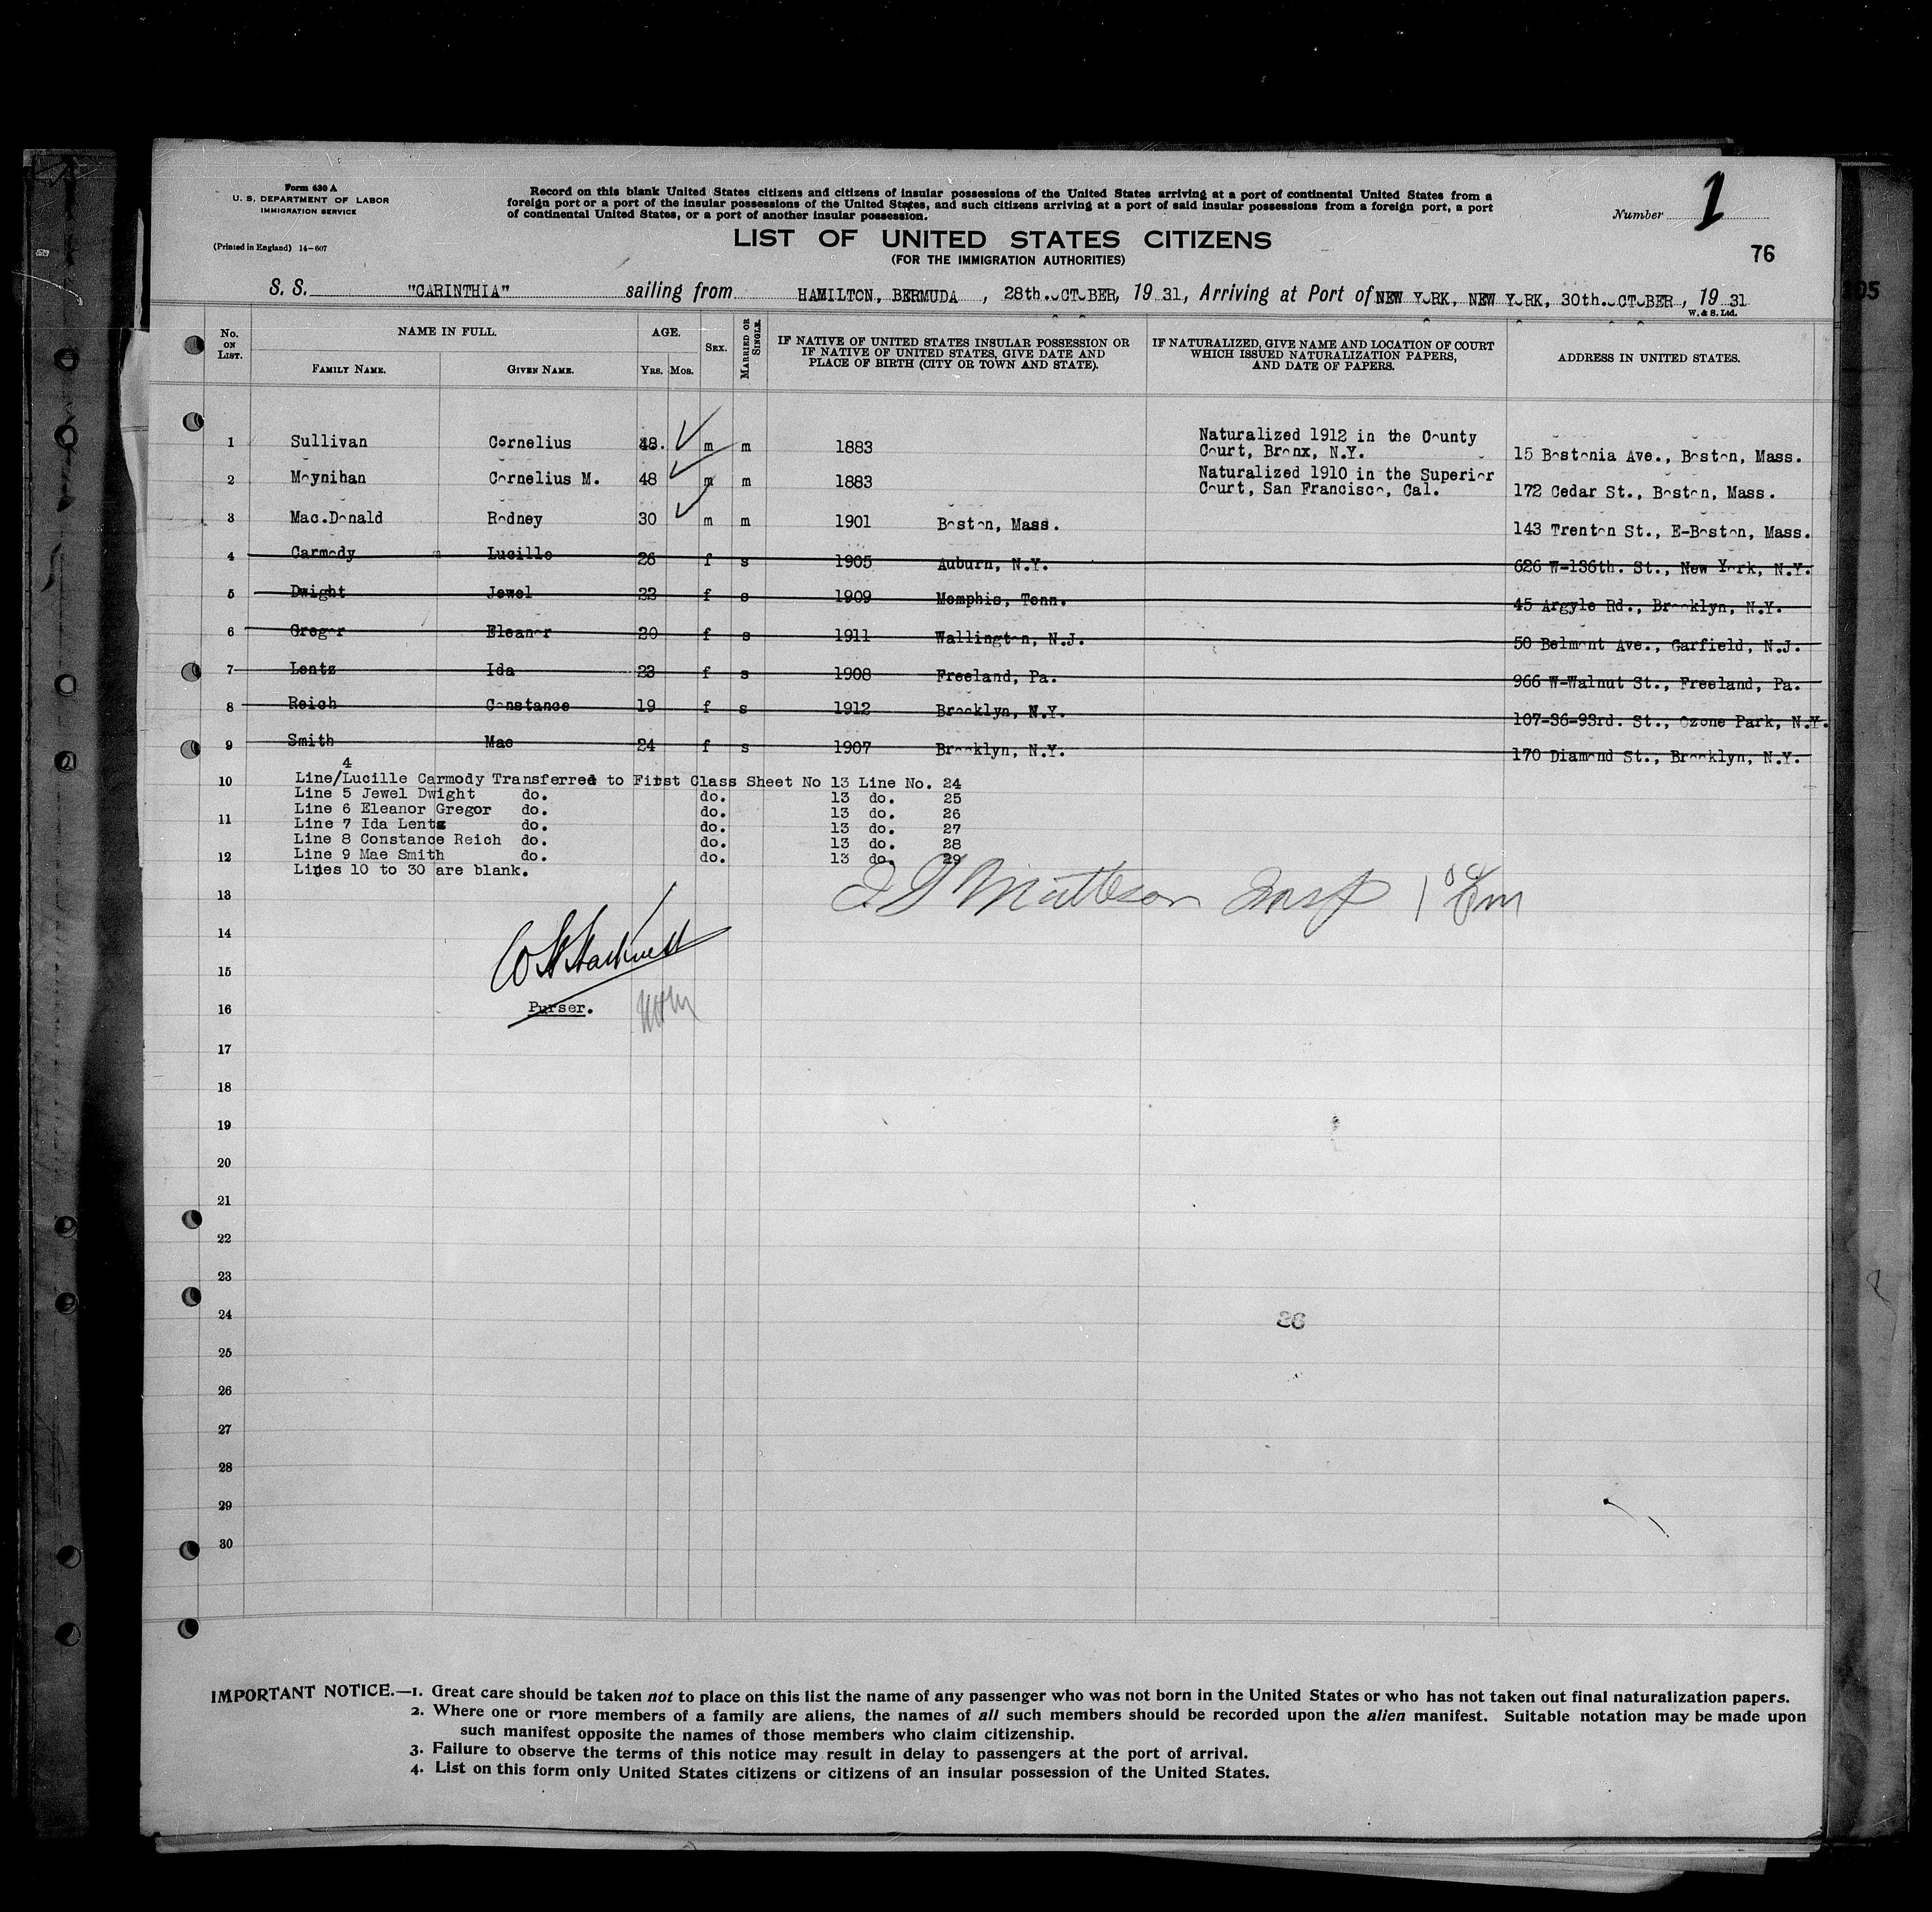 Form 630 A
U. S. DEPARTMENT OF LABOR
IMMIGRATION SERVICE
(Printed in England) 14-607
Record on this blank United States citizens and citizens of insular possessions of the United States arriving at a port of continental United States from a
foreign port or a port of the insular possessions of the United States, and such citizens arriving at a port of said insular possessions from a foreign port, a port
of continental United States, or a port of another insular possession.
Number 1
LIST OF UNITED STATES CITIZENS
(FOR THE IMMIGRATION AUTHORITIES)
76
S. S. "CARINTHIA" sailing from HAMILTON, BERMUDA, 28th. OCTOBER, 19 31, Arriving at Port of NEW YORK, NEW YORK, 30th. OCTOBER, 19 31
W. & S. Ltd.
No. ON LIST. NAME IN FULL. FAMILY NAME. GIVEN NAME. AGE. YRS. MOS. SEX. MARRIED OR SINGLE. IF NATIVE OF UNITED STATES INSULAR POSSESSION OR IF NATIVE OF UNITED STATES, GIVE DATE AND PLACE OF BIRTH (CITY OR TOWN AND STATE). IF NATURALIZED, GIVE NAME AND LOCATION OF COURT WHICH ISSUED NATURALIZATION PAPERS, AND DATE OF PAPERS. ADDRESS IN UNITED STATES.
1 Sullivan Cornelius 48. m m 1883 Naturalized 1912 in the County Court, Bronx, N.Y. 15 Bostonia Ave., Boston, Mass.
2 Moynihan Cornelius M. 48 m m 1883 Naturalized 1910 in the Superior Court, San Francisco, Cal. 172 Cedar St., Boston, Mass.
3 Mac.Donald Rodney 30 m m 1901 Boston, Mass. 143 Trenton St., E-Boston, Mass.
4 Carmody Lucille 26 f s 1905 Auburn, N.Y. 626 W-136th. St., New York, N.Y.
5 Dwight Jewel 22 f s 1909 Memphis, Tenn. 45 Argyle Rd., Brooklyn, N.Y.
6 Gregor Eleanor 20 f s 1911 Wallington, N.J. 50 Belmont Ave., Garfield, N.J.
7 Lentz Ida 23 f s 1908 Freeland, Pa. 966 W-Walnut St., Freeland, Pa.
8 Reich Constance 19 f s 1912 Brooklyn, N.Y. 107-36-93rd. St., Ozone Park, N.Y.
9 Smith Mae 24 f s 1907 Brooklyn, N.Y. 170 Diamond St., Brooklyn, N.Y.
4
10 Line/Lucille Carmody Transferred to First Class Sheet No 13 Line No. 24
Line 5 Jewel Dwight do. do. 13 do. 25
Line 6 Eleanor Gregor do. do. 13 do. 26
11 Line 7 Ida Lentz do. do. 13 do. 27
Line 8 Constance Reich do. do. 13 do. 28
12 Line 9 Mae Smith do. do. 13 do. 29
Lines 10 to 30 are blank.
13
Matteson Insp
14
15
16 Purser.
17
18
19
20
21
22
23
24
25
26
27
28
29
30
IMPORTANT NOTICE.—1. Great care should be taken not to place on this list the name of any passenger who was not born in the United States or who has not taken out final naturalization papers.
2. Where one or more members of a family are aliens, the names of all such members should be recorded upon the alien manifest. Suitable notation may be made upon
such manifest opposite the names of those members who claim citizenship.
3. Failure to observe the terms of this notice may result in delay to passengers at the port of arrival.
4. List on this form only United States citizens or citizens of an insular possession of the United States.